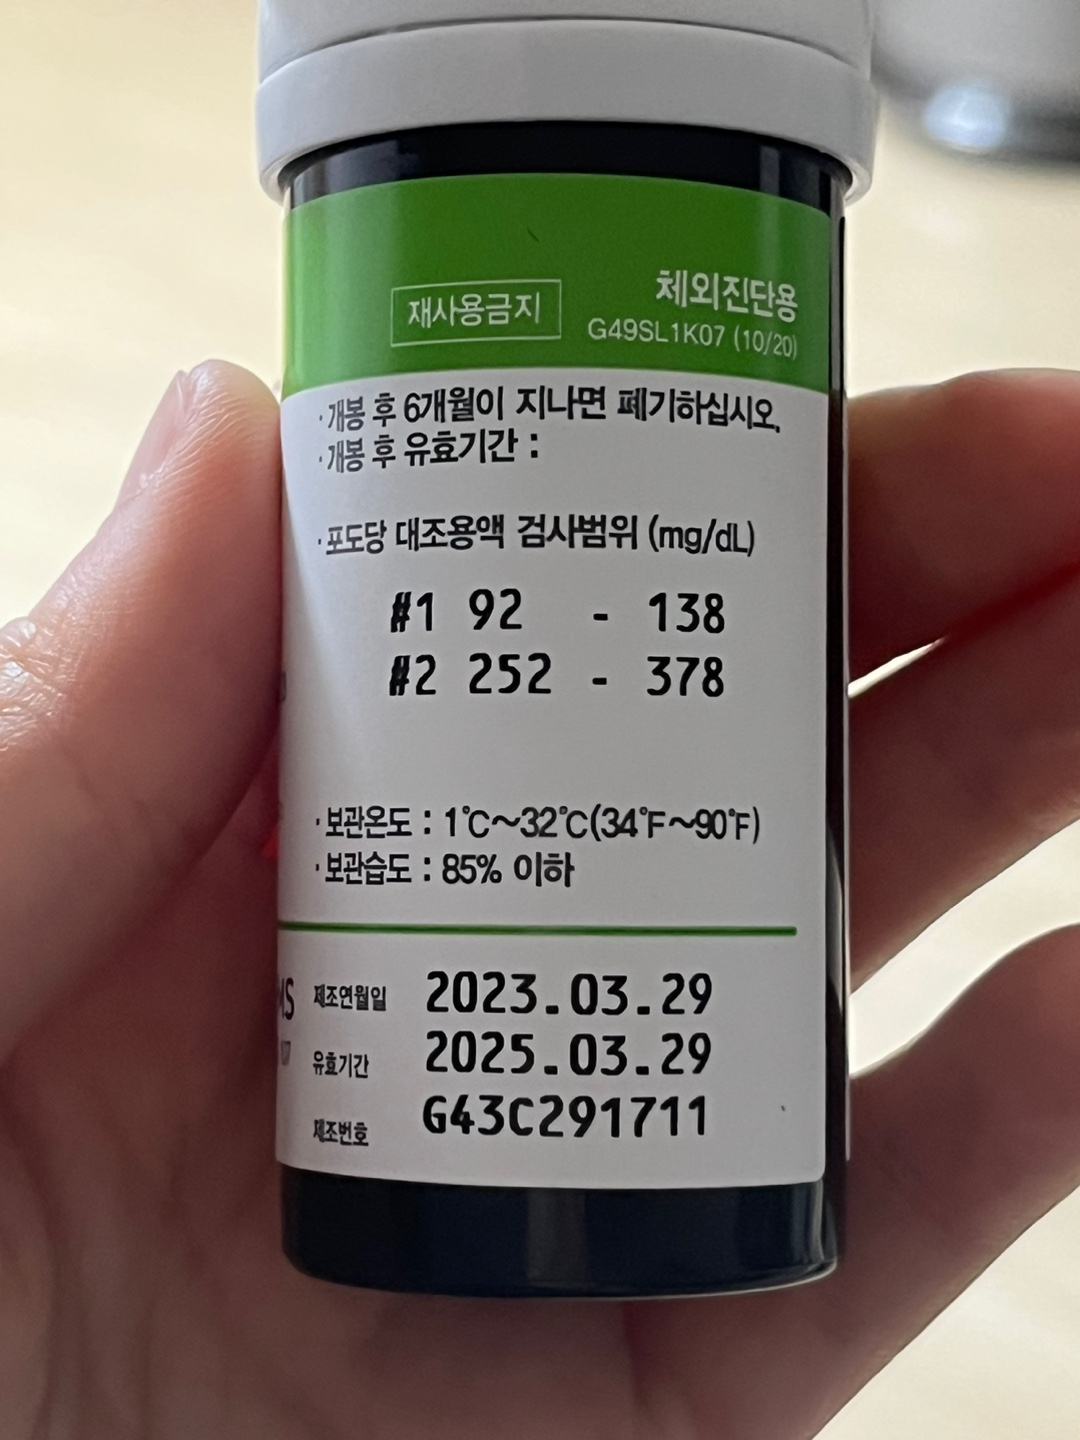 체외진단용
재사용금지 G49SL1K07 (10/20)
· 개봉 후 6개월이 지나면 폐기하십시오.
· 개봉 후 유효기간 :
· 포도당 대조용액 검사범위 (mg/dL)
#1 92 - 138
#2 252 - 378
· 보관온도 : 1℃~32℃(34℉~90℉)
· 보관습도 : 85% 이하
제조연월일 2023.03.29
유효기간 2025.03.29
제조번호 G43C291711